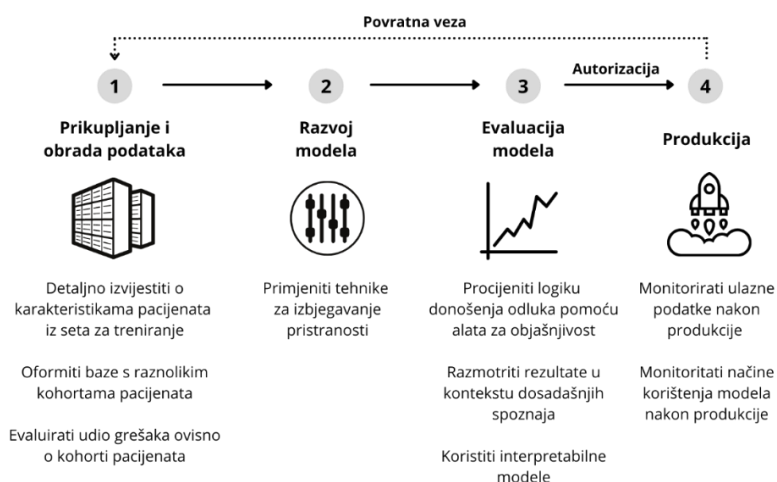 Povratna veza
Autorizacija
1
2
3
4
Prikupljanje i
obrada podataka
Razvoj
modela
Evaluacija
modela
Produkcija
Detaljno izvijestiti o
karakteristikama pacijenata
iz seta za treniranje
Oformiti baze s raznolikim
kohortama pacijenata
Evaluirati udio grešaka ovisno
o kohorti pacijenata
Primjeniti tehnike
za izbjegavanje
pristranosti
Procijeniti logiku
donošenja odluka pomoću
alata za objašnjivost
Razmotriti rezultate u
kontekstu dosadašnjih
spoznaja
Koristiti interpretabilne
modele
Monitorirati ulazne
podatke nakon
produkcije
Monitoritati načine
korištenja modela
nakon produkcije